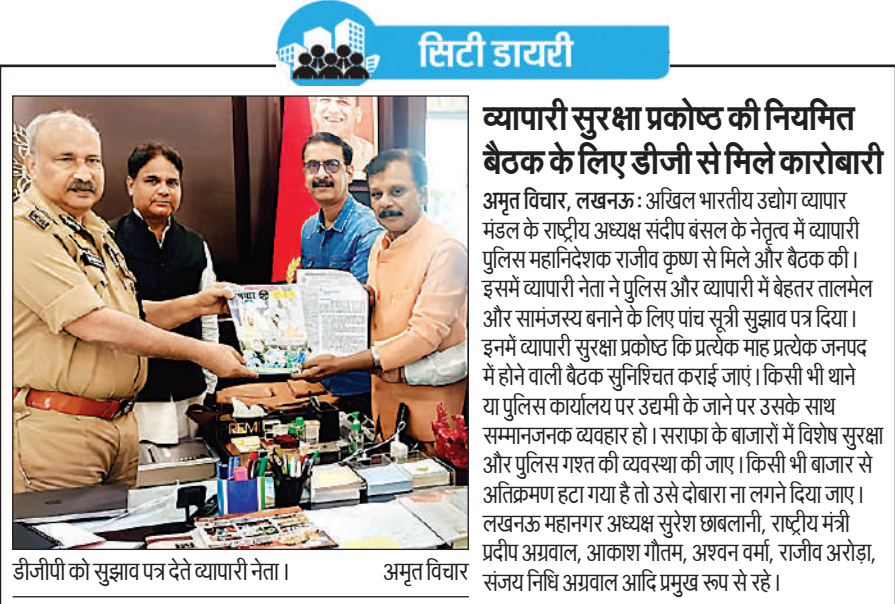 सिटी डायरी
व्यापारी सुरक्षा प्रकोष्ठ की नियमित
बैठक के लिए डीजी से मिले कारोबारी
अमृत विचार, लखनऊ : अखिल भारतीय उद्योग व्यापार
मंडल के राष्ट्रीय अध्यक्ष संदीप बंसल के नेतृत्व में व्यापारी
पुलिस महानिदेशक राजीव कृष्ण से मिले और बैठक की।
इसमें व्यापारी नेता ने पुलिस और व्यापारी में बेहतर तालमेल
और सामंजस्य बनाने के लिए पांच सूत्री सुझाव पत्र दिया।
इनमें व्यापारी सुरक्षा प्रकोष्ठ कि प्रत्येक माह प्रत्येक जनपद
में होने वाली बैठक सुनिश्चित कराई जाएं। किसी भी थाने
या पुलिस कार्यालय पर उद्यमी के जाने पर उसके साथ
सम्मानजनक व्यवहार हो। सराफा के बाजारों में विशेष सुरक्षा
और पुलिस गश्त की व्यवस्था की जाए। किसी भी बाजार से
अतिक्रमण हटा गया है तो उसे दोबारा ना लगने दिया जाए।
लखनऊ महानगर अध्यक्ष सुरेश छाबलानी, राष्ट्रीय मंत्री
प्रदीप अग्रवाल, आकाश गौतम, अश्वन वर्मा, राजीव अरोड़ा,
संजय निधि अग्रवाल आदि प्रमुख रूप से रहे।
REM
डीजीपी को सुझाव पत्र देते व्यापारी नेता।
अमृत विचार